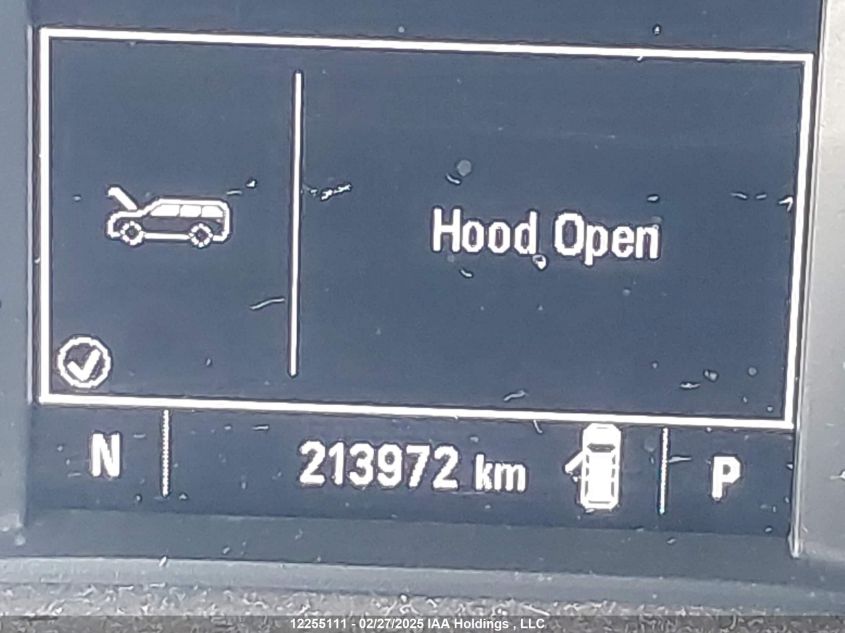 Hood Open
N 213972 km P
12255111 - 02/27/2025 IAA Holdings , LLC